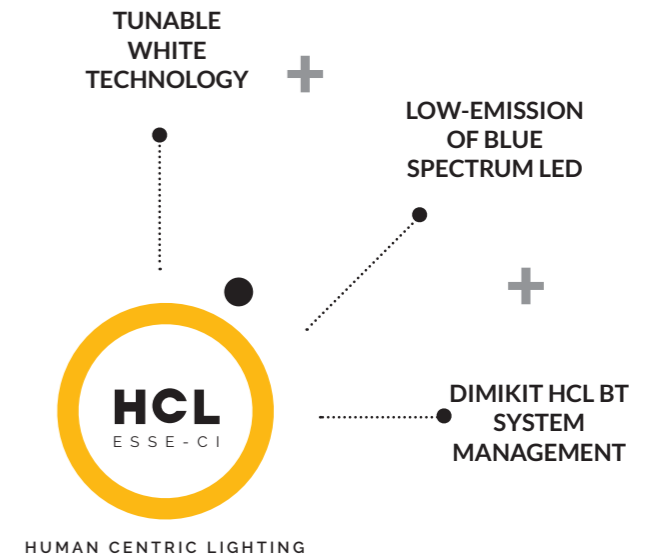 TUNABLE
WHITE
TECHNOLOGY
+
LOW-EMISSION
OF BLUE
SPECTRUM LED
+
DIMIKIT HCL BT
SYSTEM
MANAGEMENT
HCL
ESSE-CI
HUMAN CENTRIC LIGHTING